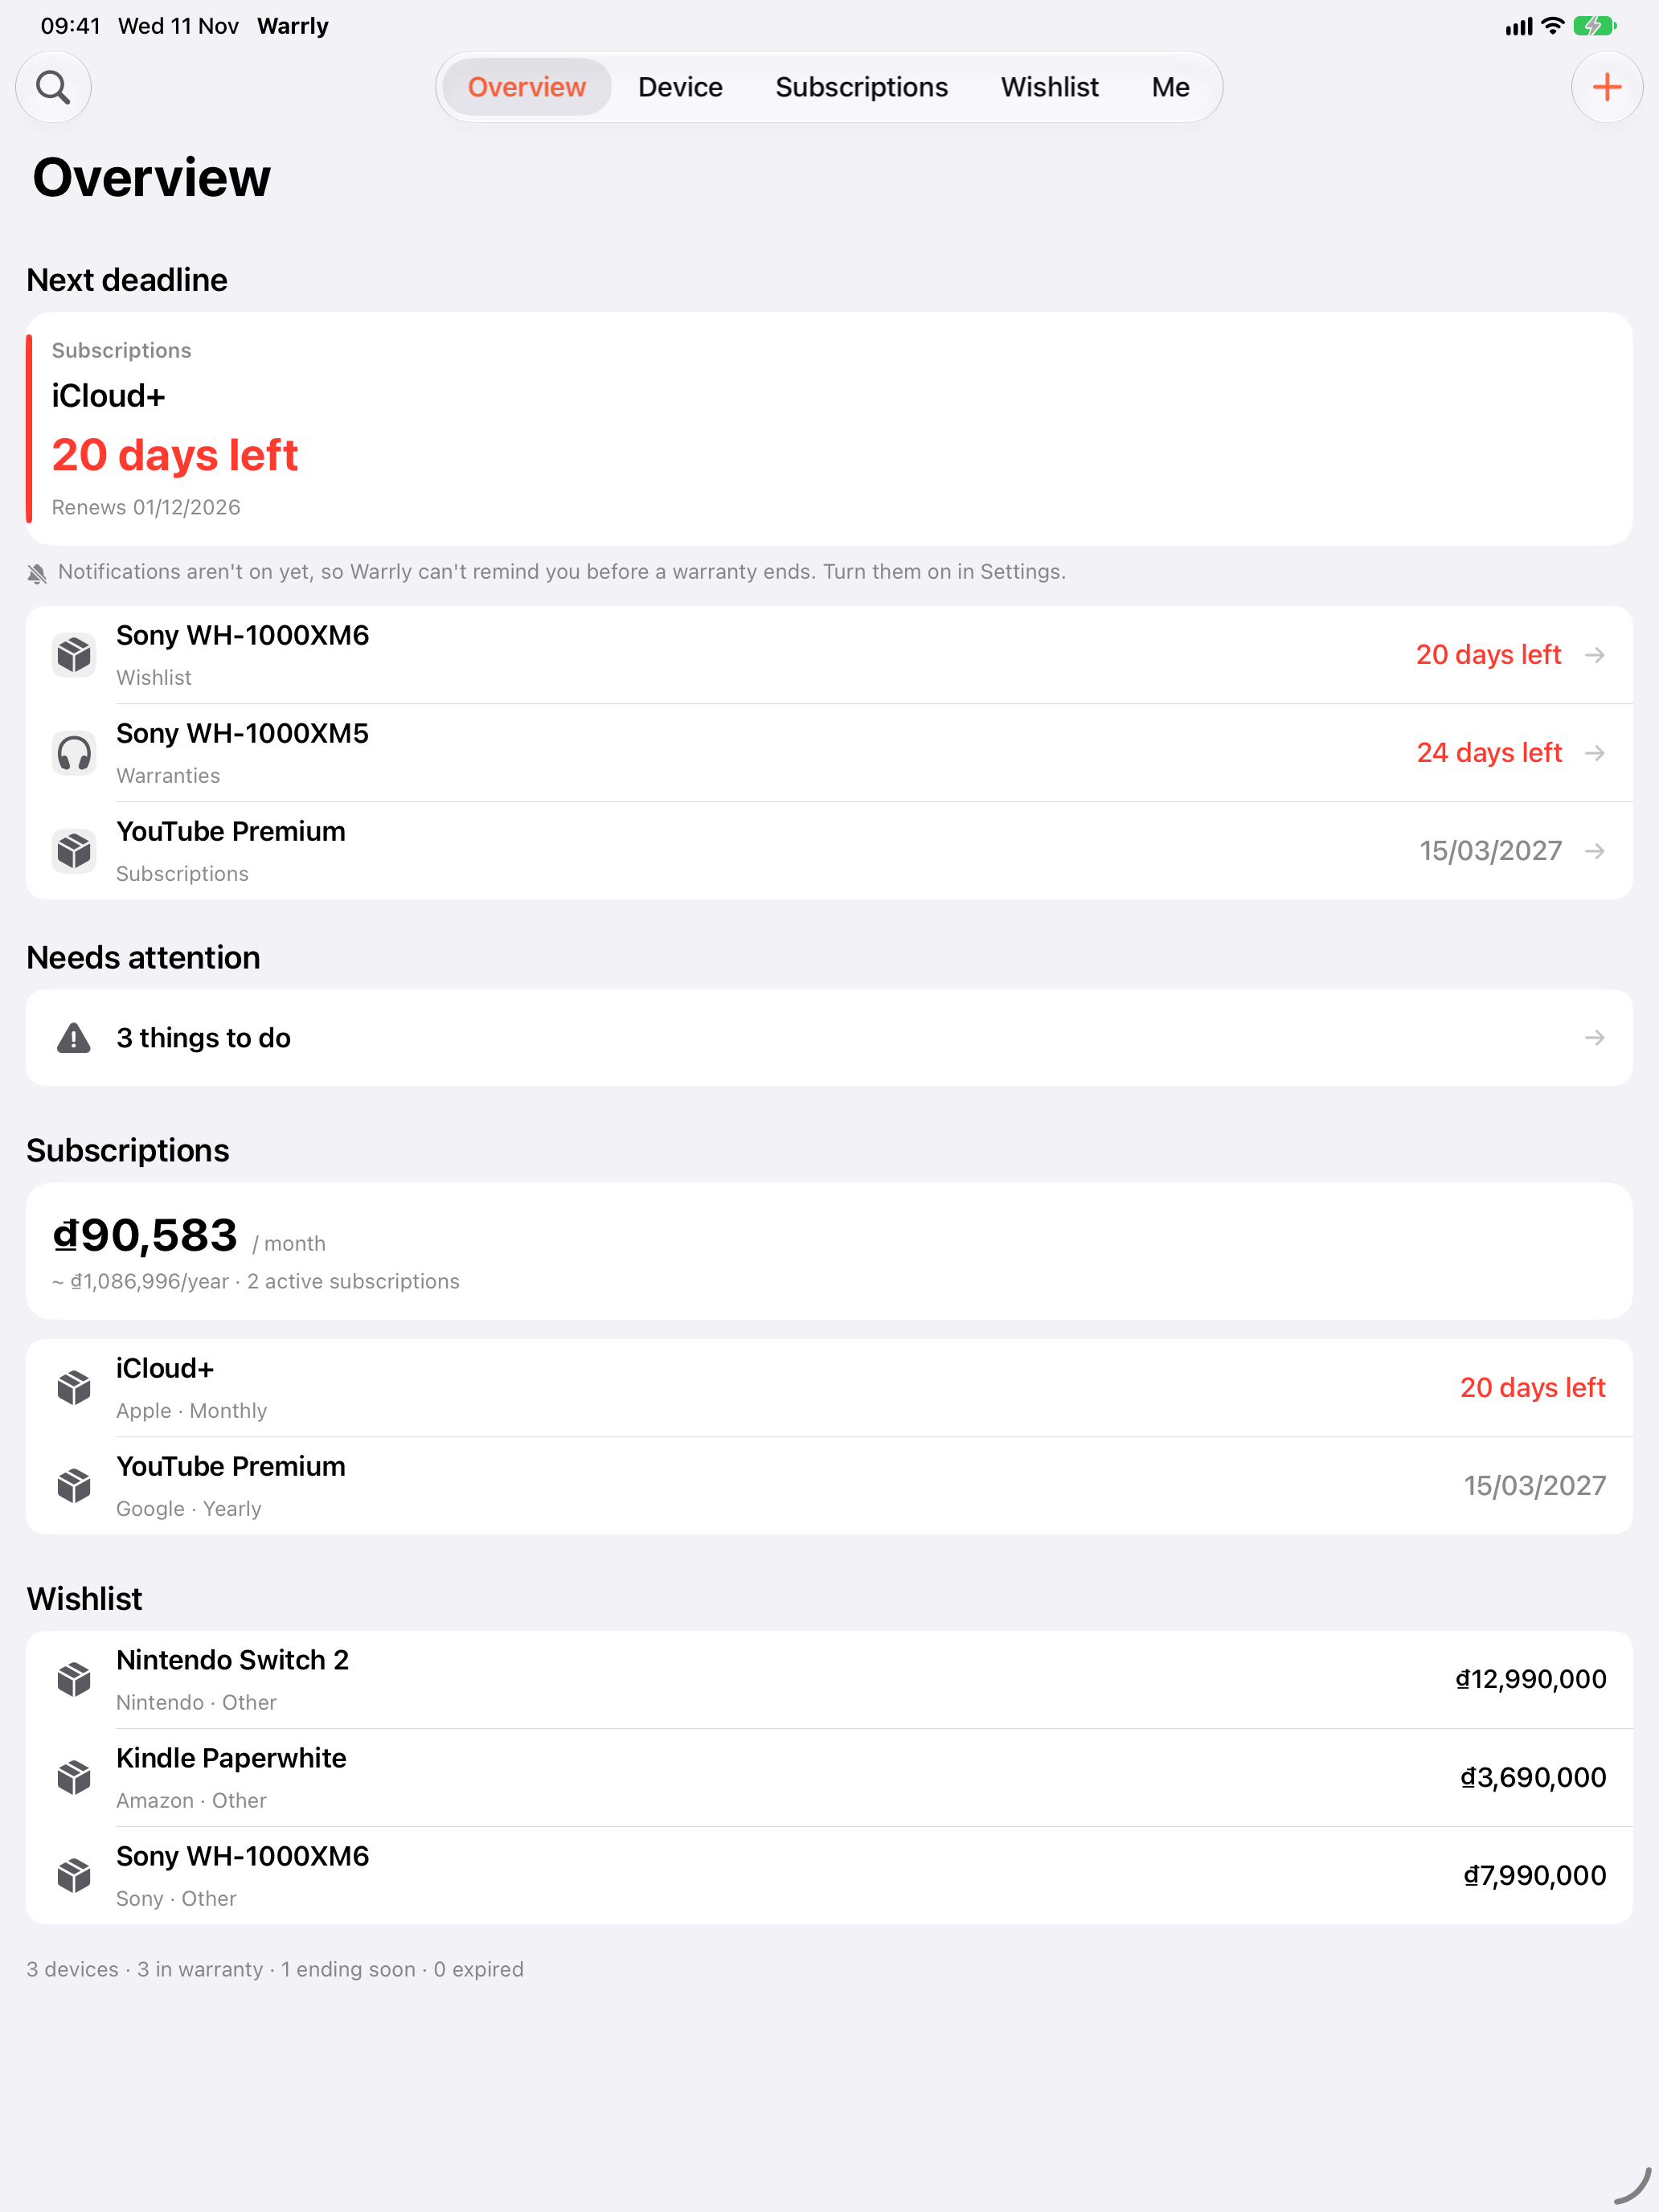 09:41 Wed 11 Nov Warrly
Overview Device Subscriptions Wishlist Me
Overview
Next deadline
Subscriptions
iCloud+
20 days left
Renews 01/12/2026
Notifications aren't on yet, so Warrly can't remind you before a warranty ends. Turn them on in Settings.
Sony WH-1000XM6
Wishlist
20 days left
Sony WH-1000XM5
Warranties
24 days left
YouTube Premium
Subscriptions
15/03/2027
Needs attention
3 things to do
Subscriptions
₫90,583 / month
~ ₫1,086,996/year · 2 active subscriptions
iCloud+
Apple · Monthly
20 days left
YouTube Premium
Google · Yearly
15/03/2027
Wishlist
Nintendo Switch 2
Nintendo · Other
₫12,990,000
Kindle Paperwhite
Amazon · Other
₫3,690,000
Sony WH-1000XM6
Sony · Other
₫7,990,000
3 devices · 3 in warranty · 1 ending soon · 0 expired